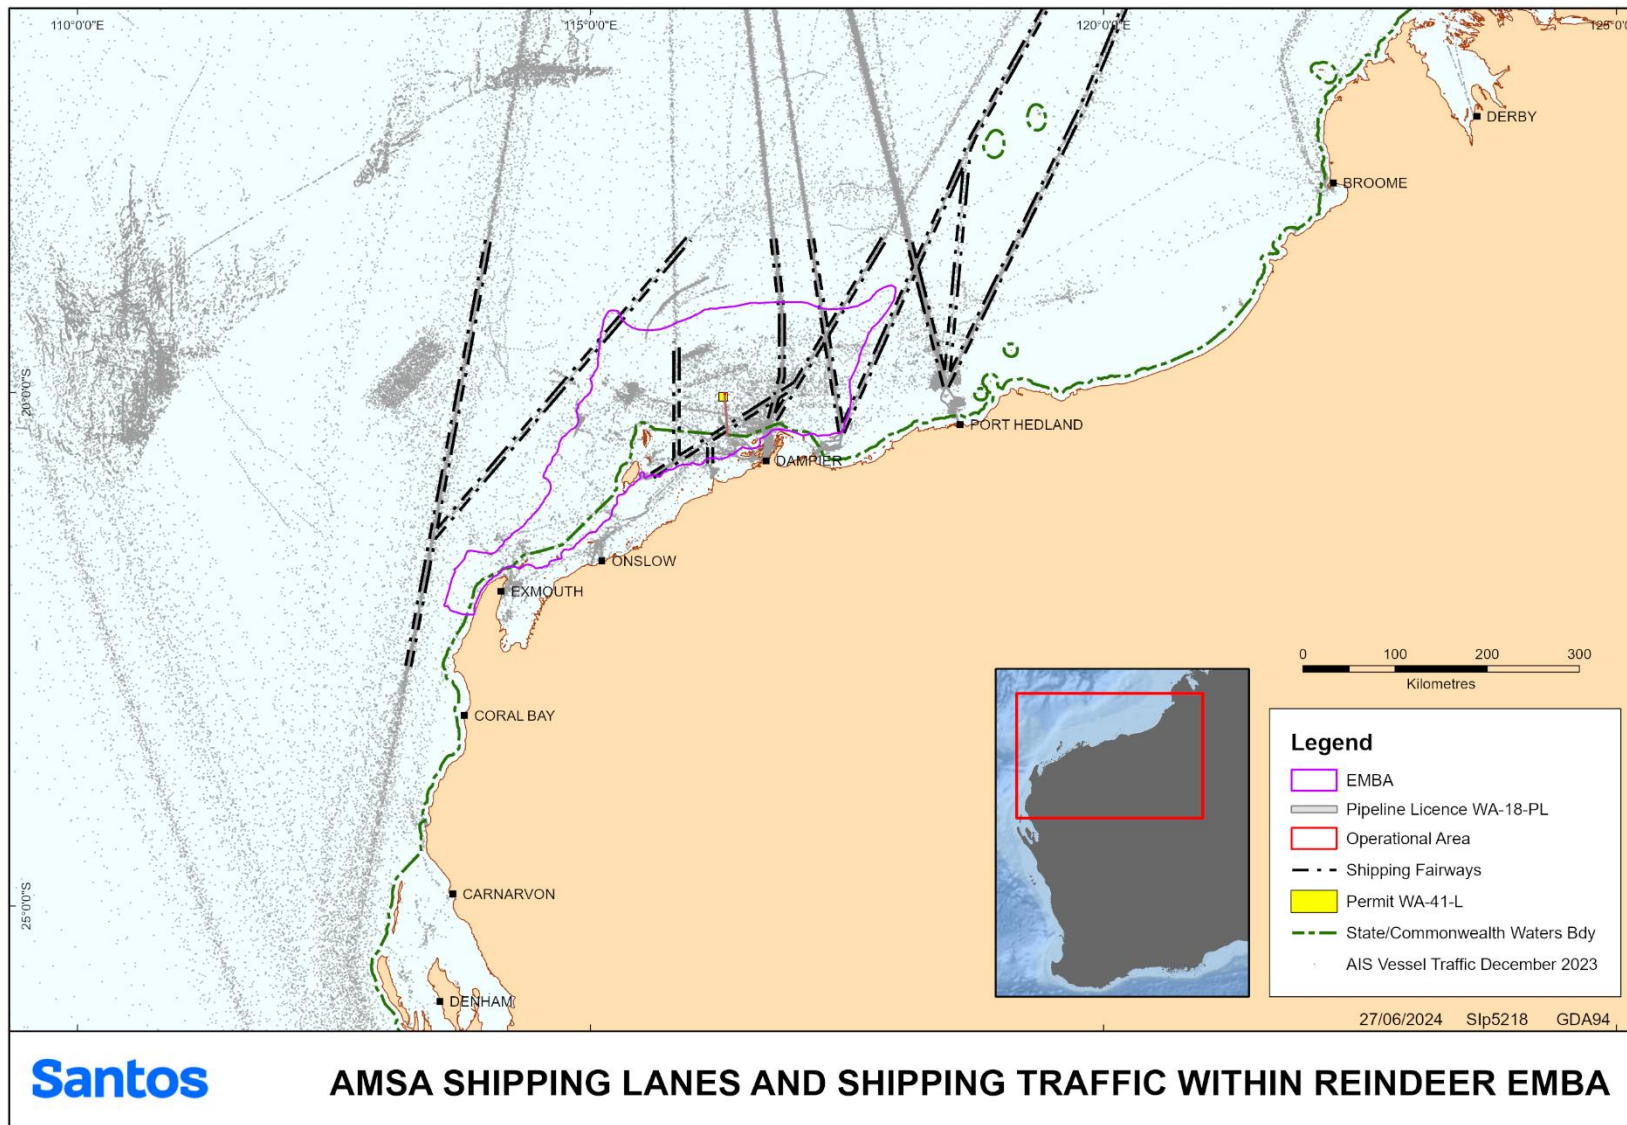 110°0'0"E
115°0'0"E
120°0'0"E
125°0'0
20°0'0"S
25°0'0"S
DERBY
BROOME
PORT HEDLAND
DAMPIER
ONSLOW
EXMOUTH
CORAL BAY
CARNARVON
DENHAM
0 100 200 300
Kilometres
Legend
EMBA
Pipeline Licence WA-18-PL
Operational Area
Shipping Fairways
Permit WA-41-L
State/Commonwealth Waters Bdy
AIS Vessel Traffic December 2023
27/06/2024 SIp5218 GDA94
Santos
AMSA SHIPPING LANES AND SHIPPING TRAFFIC WITHIN REINDEER EMBA